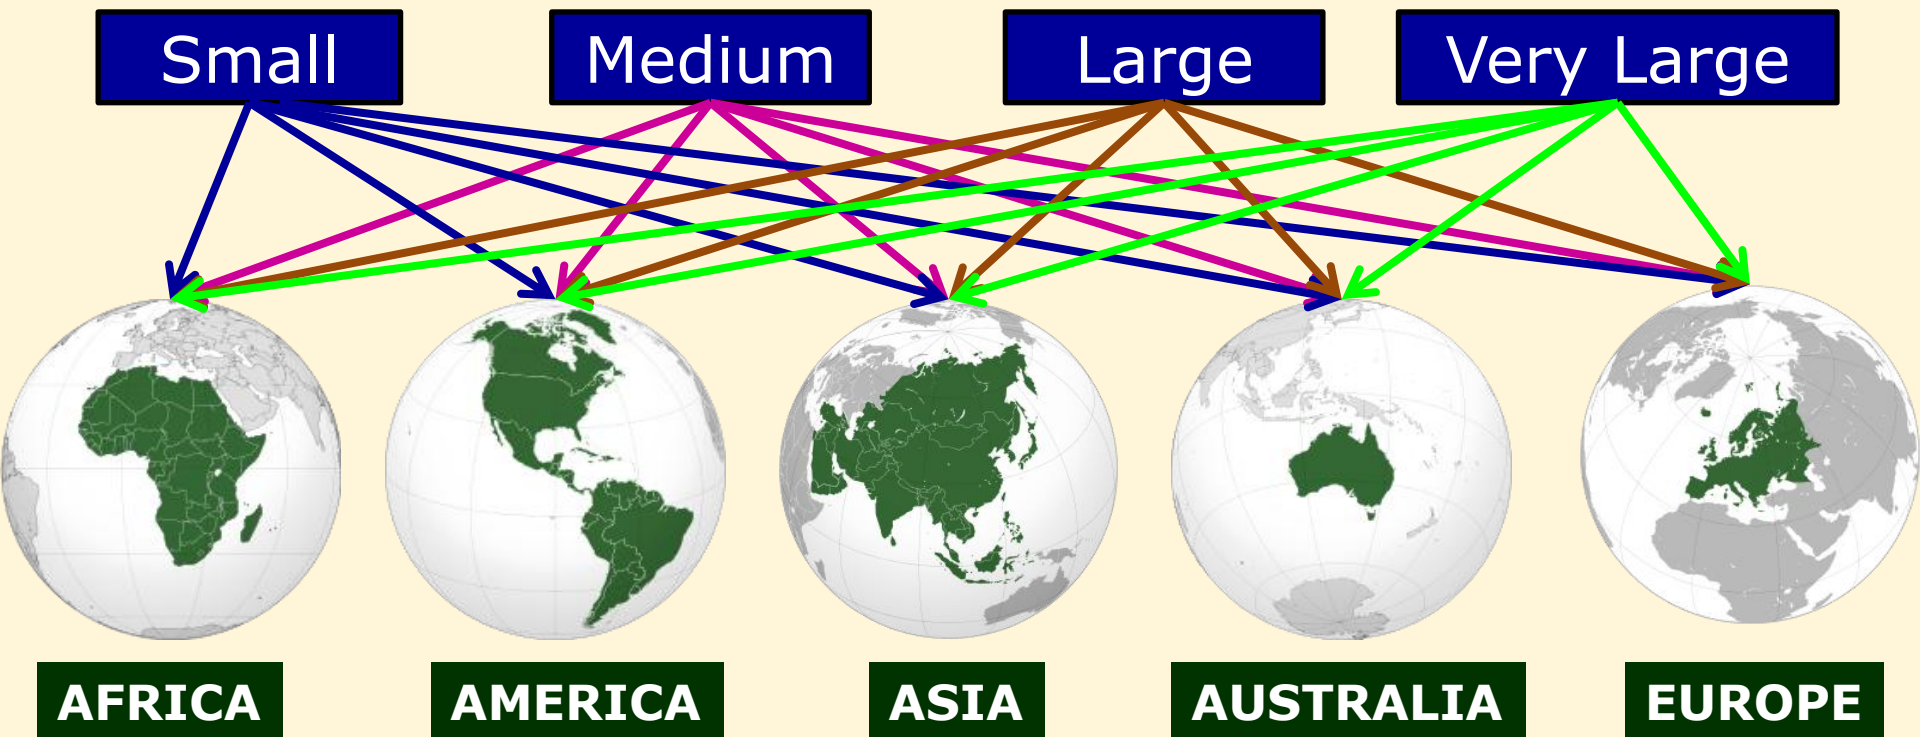 Small
Medium
Large
Very Large
AFRICA
AMERICA
ASIA
AUSTRALIA
EUROPE